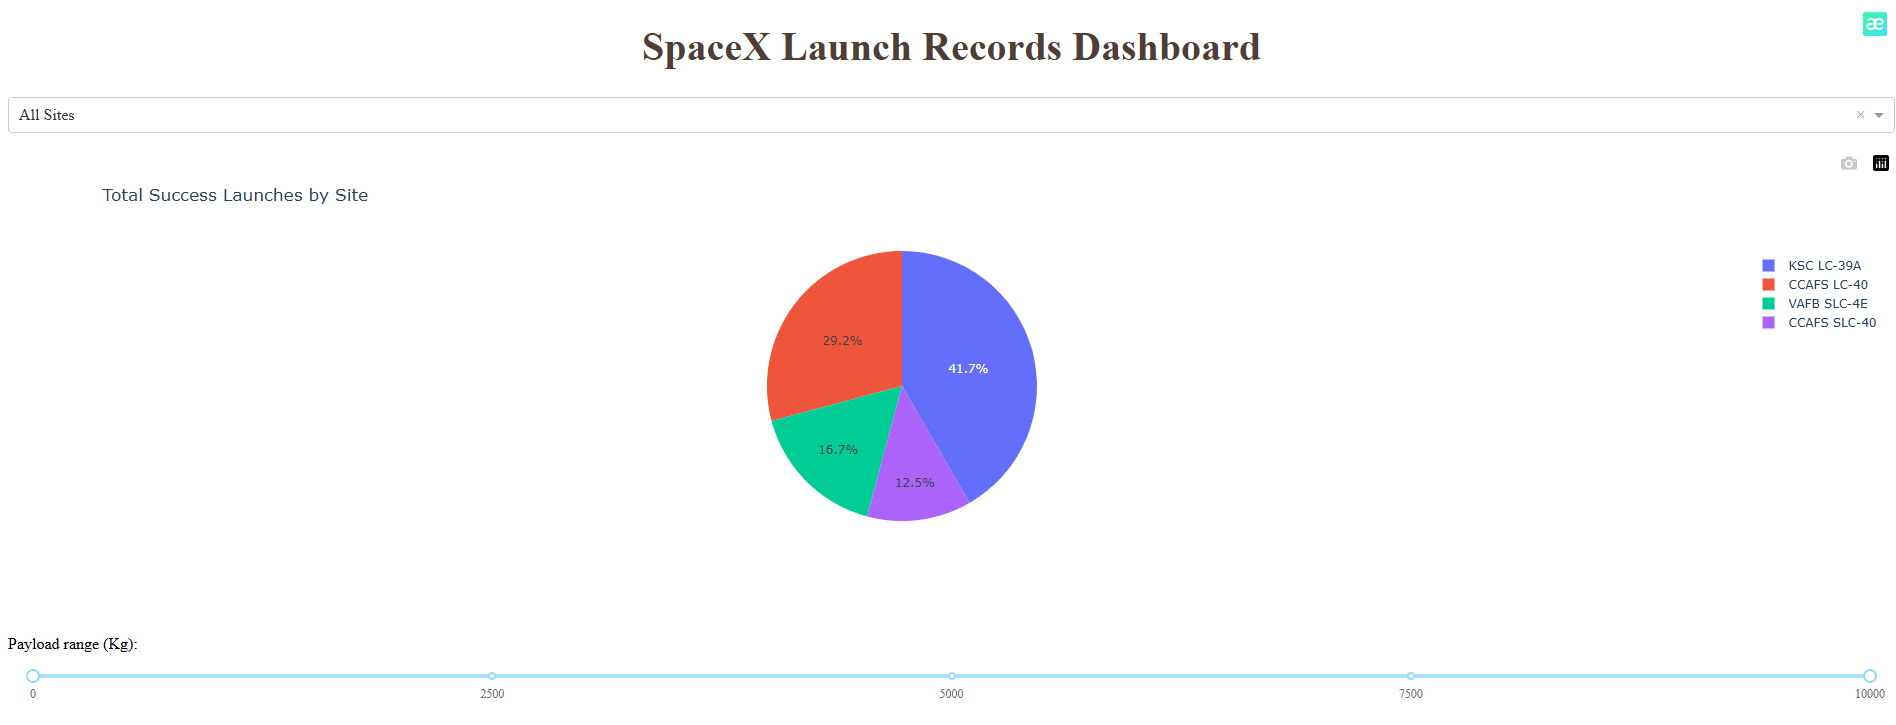 æ
SpaceX Launch Records Dashboard
All Sites
×
Total Success Launches by Site
KSC LC-39A
CCAFS LC-40
VAFB SLC-4E
CCAFS SLC-40
29.2%
41.7%
16.7%
12.5%
Payload range (Kg):
0 2500 5000 7500 10000